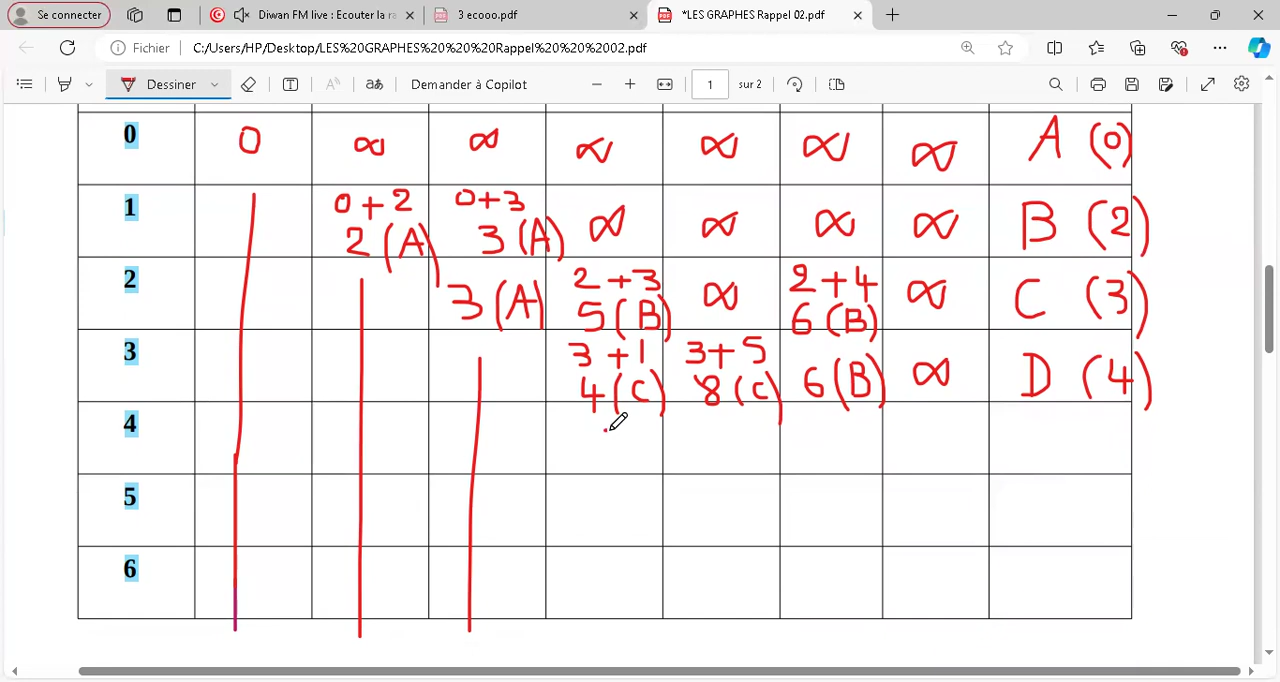 Se connecter
Diwan FM live : Ecouter la ra
3 ecooo.pdf
*LES GRAPHES Rappel 02.pdf
Fichier C:/Users/HP/Desktop/LES%20GRAPHES%20%20%20Rappel%20%20%2002.pdf
Dessiner
aあ
Demander à Copilot
1 sur 2
0 0 ∞ ∞ ∞ ∞ ∞ ∞ A (0)
0+2 0+3
1 2(A) 3(A) ∞ ∞ ∞ ∞ B (2)
2+3 2+4
2 3(A) 5(B) ∞ 6(B) ∞ C (3)
3+1 3+5
3 4(C) 8(C) 6(B) ∞ D (4)
4
5
6